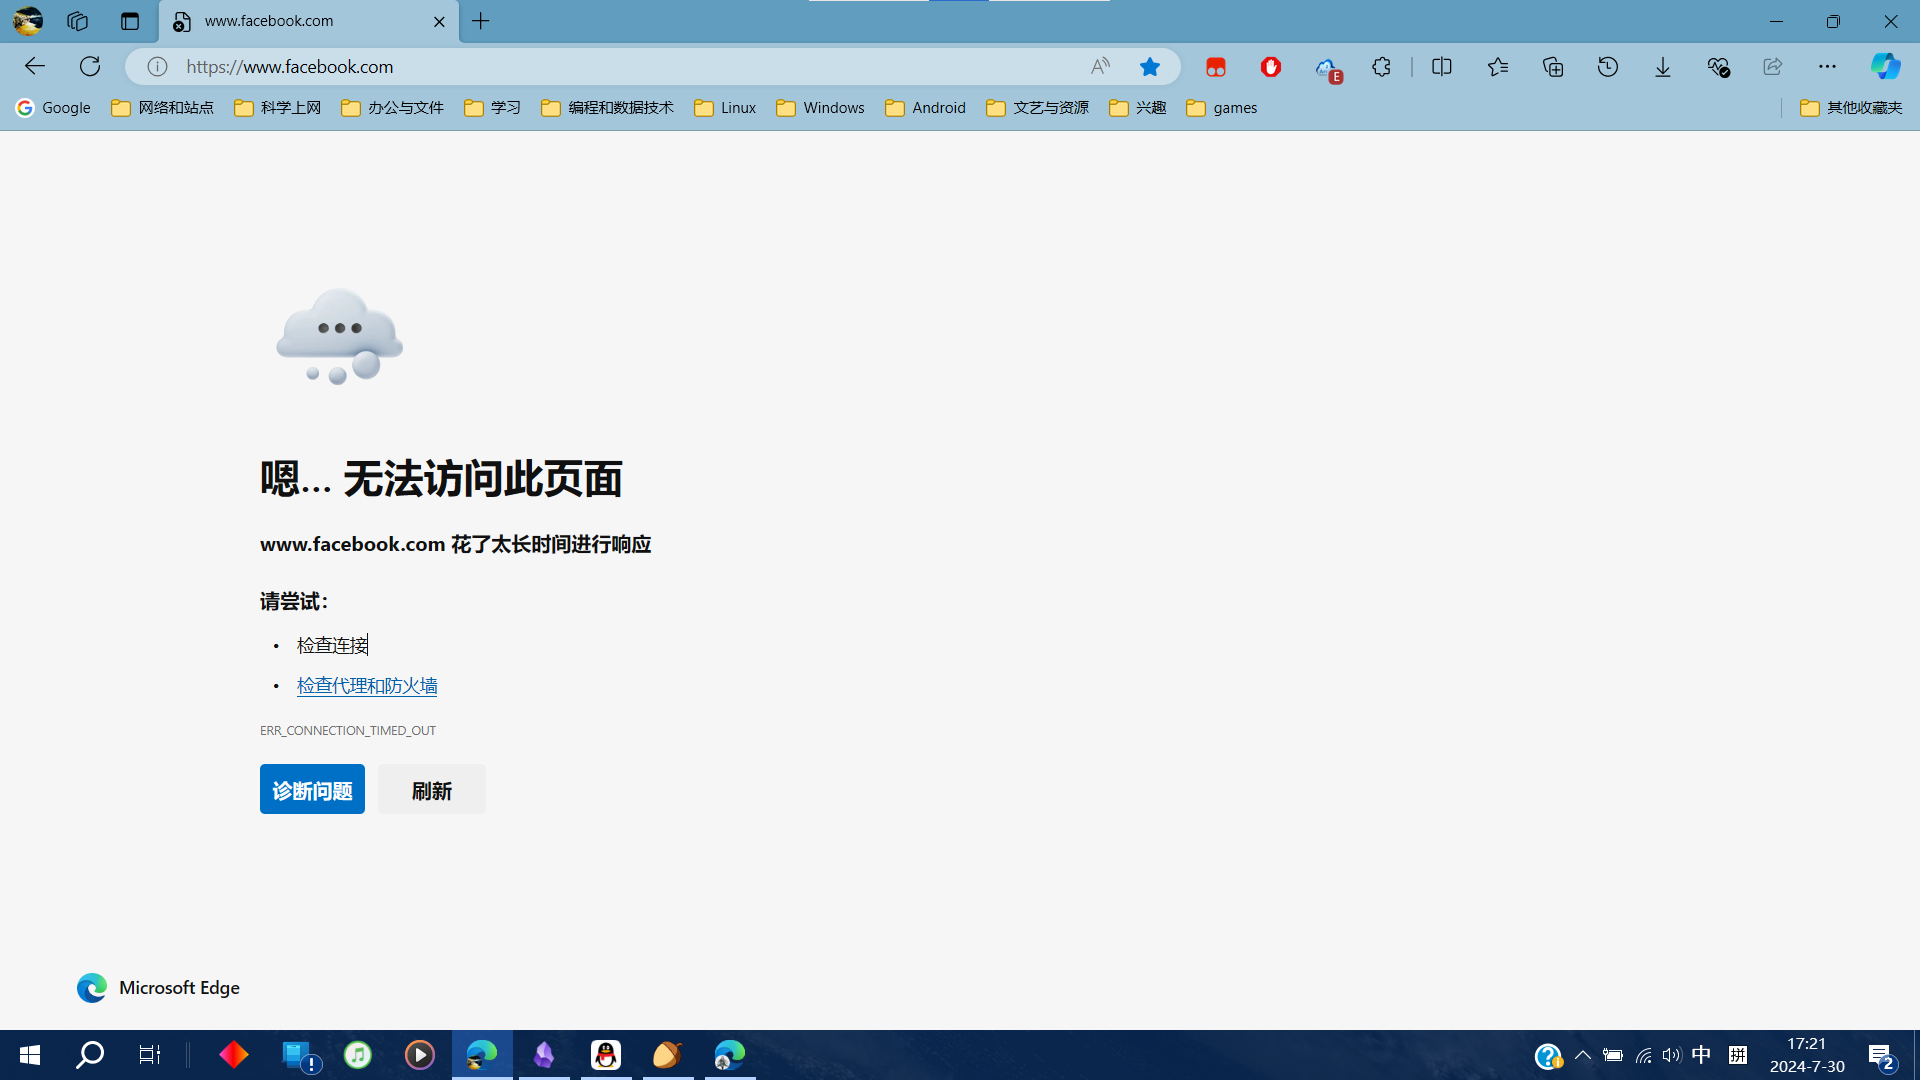 www.facebook.com
https://www.facebook.com
E
Google 网络和站点 科学上网 办公与文件 学习 编程和数据技术 Linux Windows Android 文艺与资源 兴趣 games 其他收藏夹
嗯... 无法访问此页面
www.facebook.com 花了太长时间进行响应
请尝试：
• 检查连接
• 检查代理和防火墙
ERR_CONNECTION_TIMED_OUT
诊断问题 刷新
Microsoft Edge
中 拼 17:21
2024-7-30
2